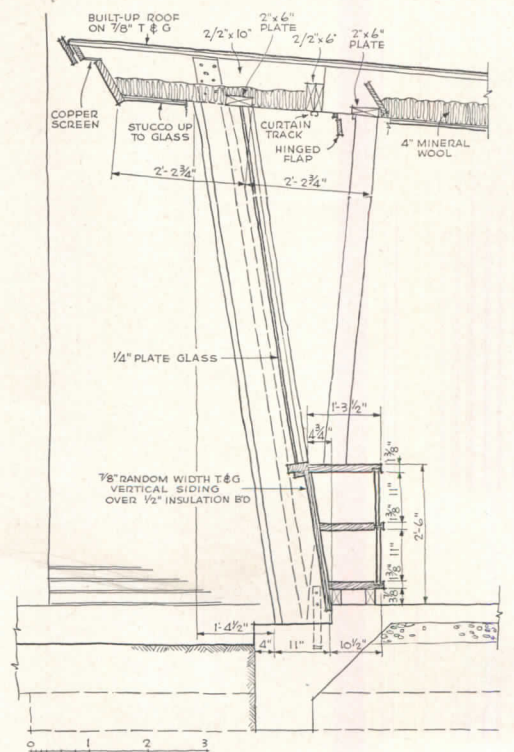 BUILT-UP ROOF
ON 7/8" T & G
2/2"x10"
2"x6"
PLATE
2/2"x6"
2"x6"
PLATE
COPPER
SCREEN
STUCCO UP
TO GLASS
CURTAIN
TRACK
HINGED
FLAP
4" MINERAL
WOOL
2'-2 3/4"
2'-2 3/4"
1/4" PLATE GLASS
1'-3 1/2"
4 3/4"
7/8" RANDOM WIDTH T.&G
VERTICAL SIDING
OVER 1/2" INSULATION B'D
1 3/8"
11"
1 3/8"
11"
1 3/8"
2'-6"
1'-4 1/2"
4"
11"
10 1/2"
0 1 2 3